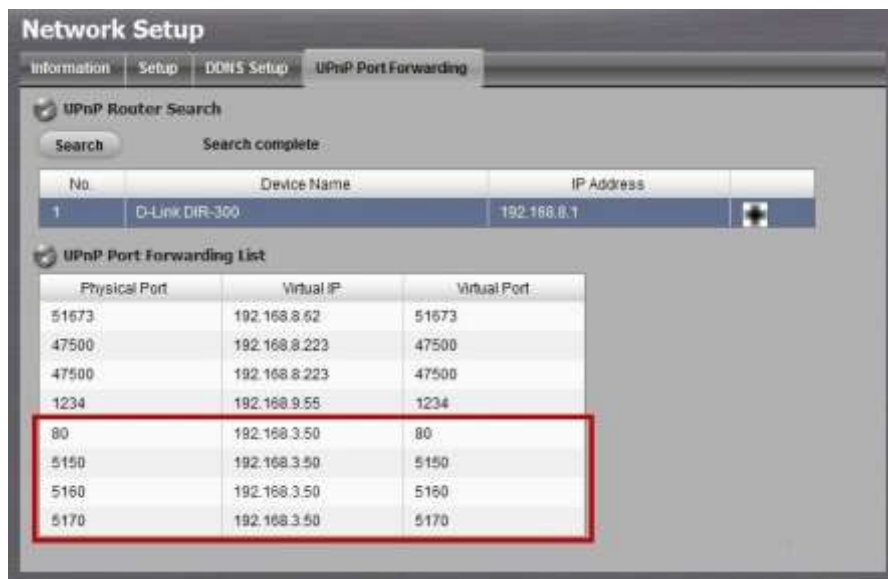 Network Setup
Information Setup DDNS Setup UPnP Port Forwarding
UPnP Router Search
Search Search complete
No. Device Name IP Address
1 D-Link DIR-300 192.168.8.1
UPnP Port Forwarding List
Physical Port Virtual IP Virtual Port
51673 192.168.8.62 51673
47500 192.168.8.223 47500
47500 192.168.8.223 47500
1234 192.168.9.55 1234
80 192.168.3.50 80
5150 192.168.3.50 5150
5160 192.168.3.50 5160
5170 192.168.3.50 5170